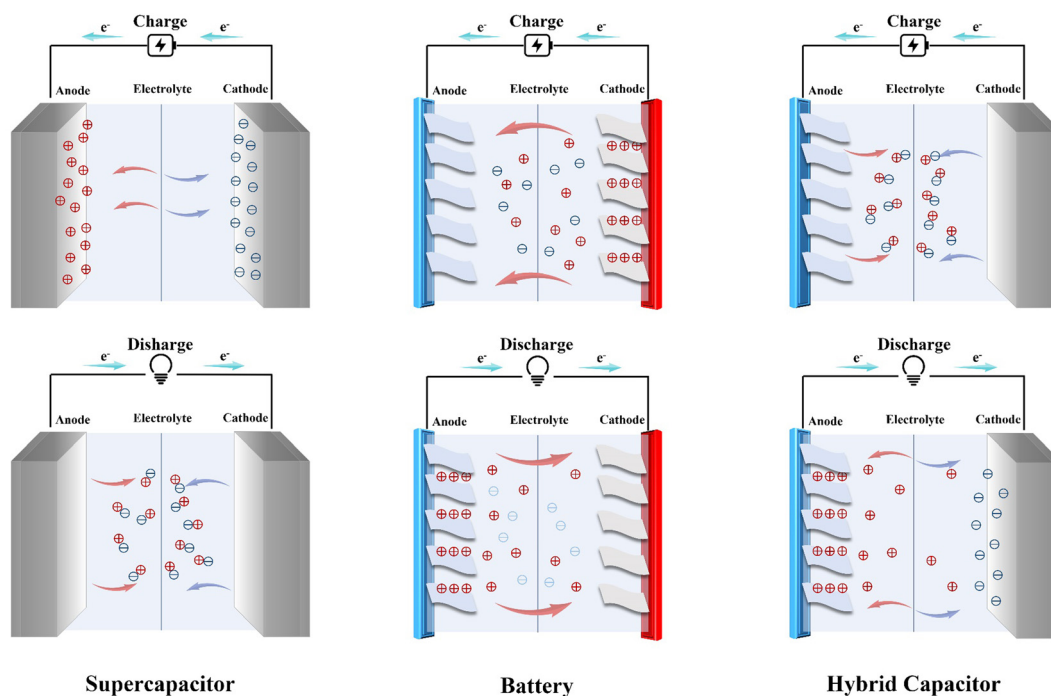 Charge
e-
e-
Anode
Electrolyte
Cathode
Charge
e-
e-
Anode
Electrolyte
Cathode
Charge
e-
e-
Anode
Electrolyte
Cathode
Disharge
e-
e-
Anode
Electrolyte
Cathode
Discharge
e-
e-
Anode
Electrolyte
Cathode
Discharge
e-
e-
Anode
Electrolyte
Cathode
Supercapacitor
Battery
Hybrid Capacitor